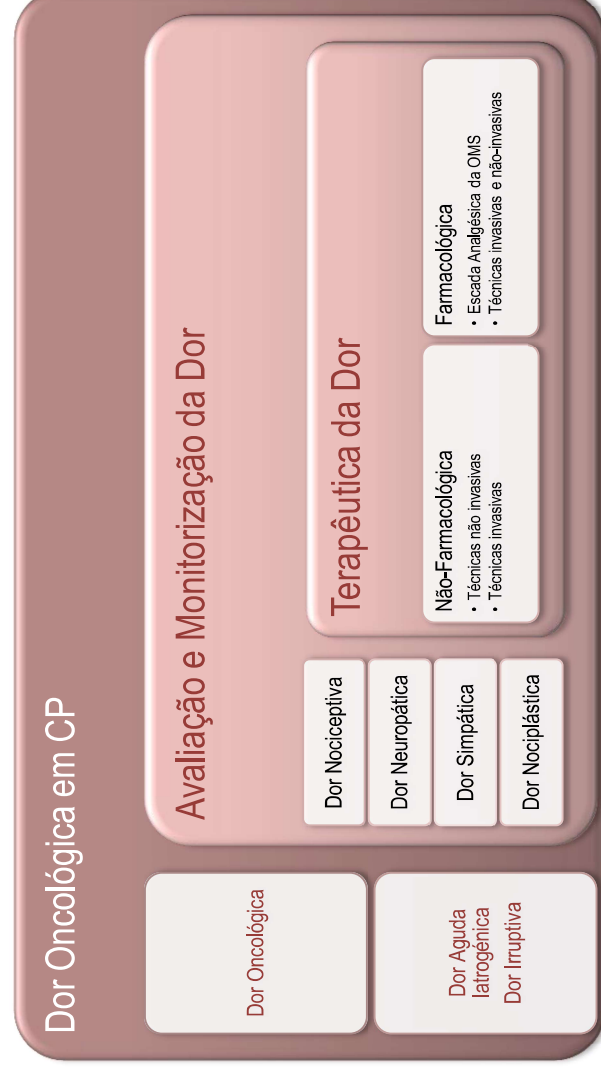 Dor Oncológica em CP
Dor Oncológica
Dor Aguda
Iatrogénica
Dor Irruptiva
Avaliação e Monitorização da Dor
Dor Nociceptiva
Dor Neuropática
Dor Simpática
Dor Nociplástica
Terapêutica da Dor
Não-Farmacológica
• Técnicas não invasivas
• Técnicas invasivas
Farmacológica
• Escada Analgésica da OMS
• Técnicas invasivas e não-invasivas